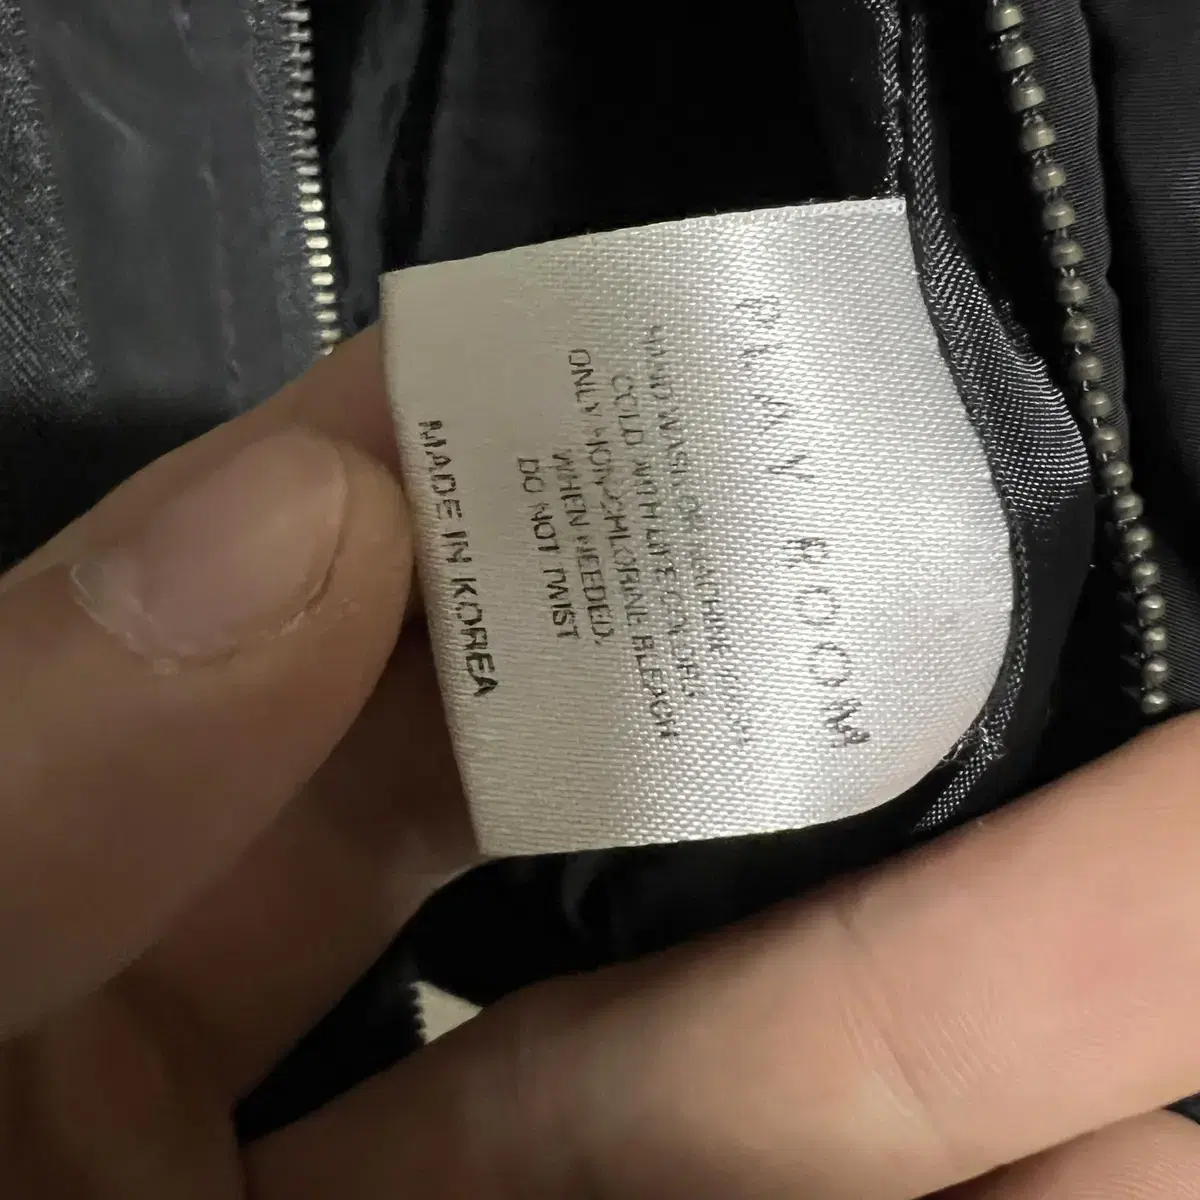 ROOM
HAND WASH OR MACHINE WASH
COLD WITH LIKE COLORS
ONLY NON-CHLORINE BLEACH
WHEN NEEDED.
DO NOT TWIST
MADE IN KOREA